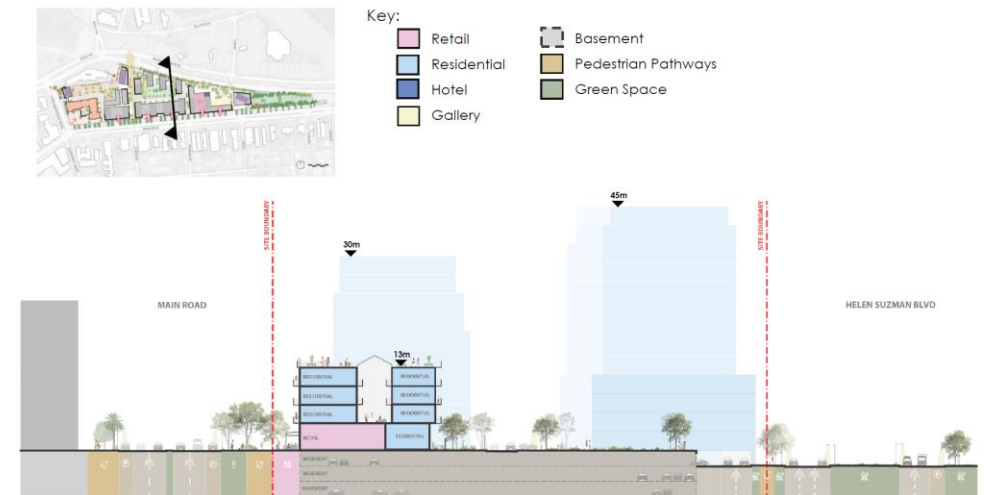 Key:
Retail
Residential
Hotel
Gallery
Basement
Pedestrian Pathways
Green Space
SITE BOUNDARY
30m
45m
SITE BOUNDARY
MAIN ROAD
HELEN SUZMAN BLVD
13m
RESIDENTIAL
RESIDENTIAL
RESIDENTIAL
RESIDENTIAL
RESIDENTIAL
RESIDENTIAL
RETAIL
RESIDENTIAL
BASEMENT
BASEMENT
BASEMENT